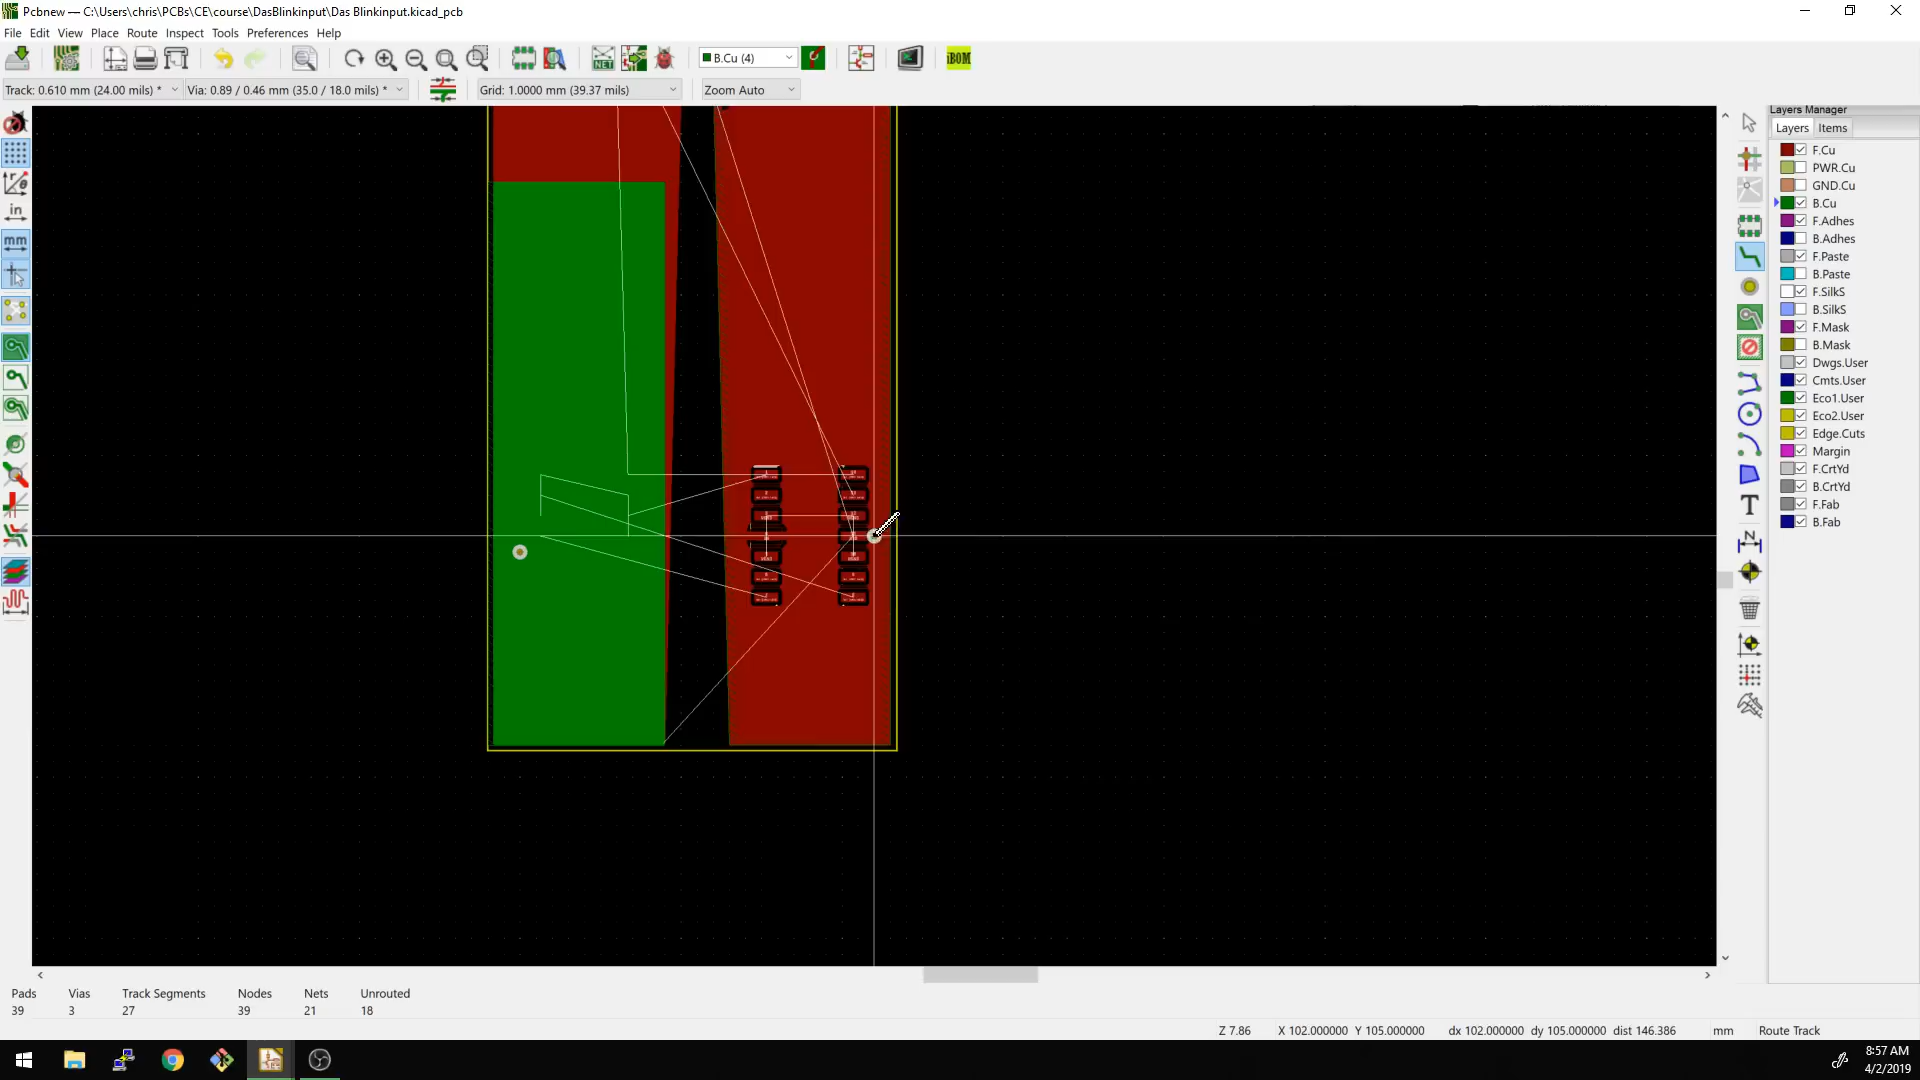 Pcbnew — C:\Users\chris\PCBs\CE\course\DasBlinkinput\Das Blinkinput.kicad_pcb
File Edit View Place Route Inspect Tools Preferences Help
B.Cu (4)
NET
iBOM
Track: 0.610 mm (24.00 mils) *
Via: 0.89 / 0.46 mm (35.0 / 18.0 mils) *
Grid: 1.0000 mm (39.37 mils)
Zoom Auto
Layers Manager
Layers Items
in
mm
F.Cu
PWR.Cu
GND.Cu
B.Cu
F.Adhes
B.Adhes
F.Paste
B.Paste
F.SilkS
B.SilkS
F.Mask
B.Mask
Dwgs.User
Cmts.User
Eco1.User
Eco2.User
Edge.Cuts
Margin
F.CrtYd
B.CrtYd
F.Fab
B.Fab
T
N
Pads Vias Track Segments Nodes Nets Unrouted
39 3 27 39 21 18
Z 7.86 X 102.000000 Y 105.000000 dx 102.000000 dy 105.000000 dist 146.386 mm Route Track
8:57 AM
4/2/2019